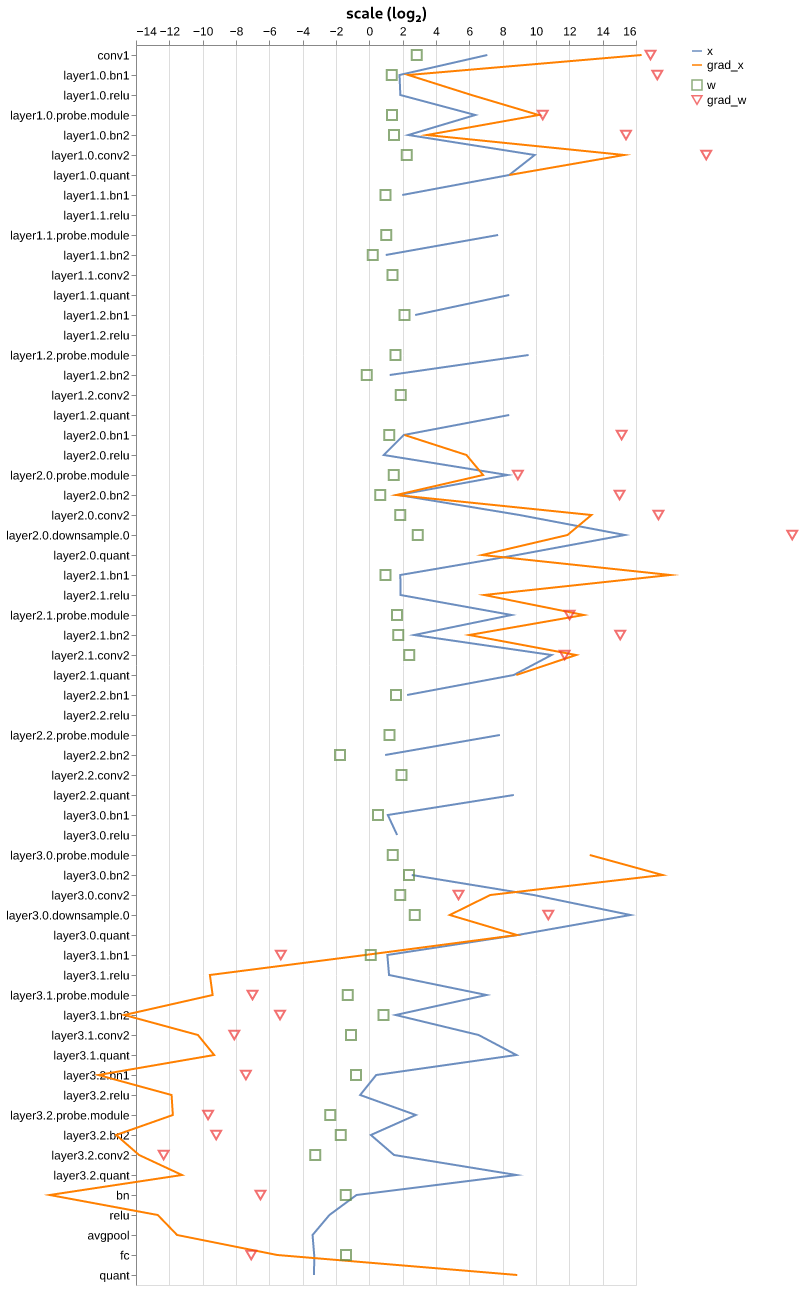 scale (log₂)
−14 −12 −10 −8 −6 −4 −2 0 2 4 6 8 10 12 14 16
x
grad_x
w
grad_w
conv1
layer1.0.bn1
layer1.0.relu
layer1.0.probe.module
layer1.0.bn2
layer1.0.conv2
layer1.0.quant
layer1.1.bn1
layer1.1.relu
layer1.1.probe.module
layer1.1.bn2
layer1.1.conv2
layer1.1.quant
layer1.2.bn1
layer1.2.relu
layer1.2.probe.module
layer1.2.bn2
layer1.2.conv2
layer1.2.quant
layer2.0.bn1
layer2.0.relu
layer2.0.probe.module
layer2.0.bn2
layer2.0.conv2
layer2.0.downsample.0
layer2.0.quant
layer2.1.bn1
layer2.1.relu
layer2.1.probe.module
layer2.1.bn2
layer2.1.conv2
layer2.1.quant
layer2.2.bn1
layer2.2.relu
layer2.2.probe.module
layer2.2.bn2
layer2.2.conv2
layer2.2.quant
layer3.0.bn1
layer3.0.relu
layer3.0.probe.module
layer3.0.bn2
layer3.0.conv2
layer3.0.downsample.0
layer3.0.quant
layer3.1.bn1
layer3.1.relu
layer3.1.probe.module
layer3.1.bn2
layer3.1.conv2
layer3.1.quant
layer3.2.bn1
layer3.2.relu
layer3.2.probe.module
layer3.2.bn2
layer3.2.conv2
layer3.2.quant
bn
relu
avgpool
fc
quant